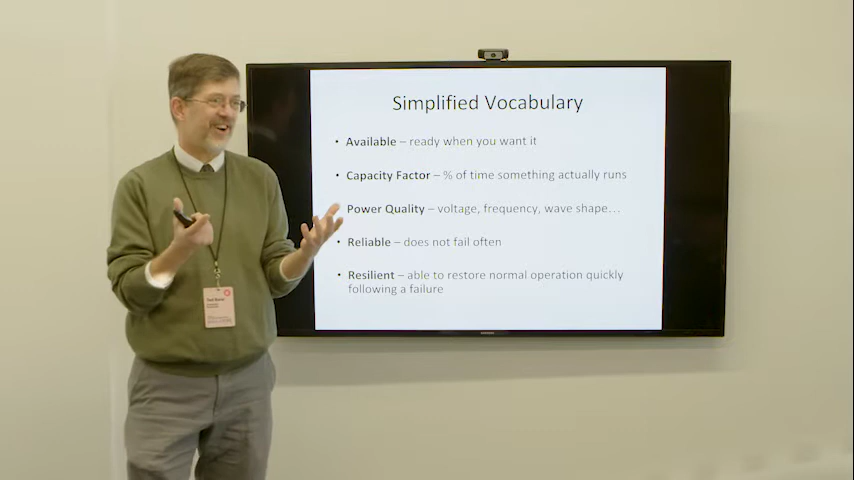 Simplified Vocabulary
• Available – ready when you want it
• Capacity Factor – % of time something actually runs
Power Quality – voltage, frequency, wave shape…
• Reliable – does not fail often
• Resilient – able to restore normal operation quickly
following a failure